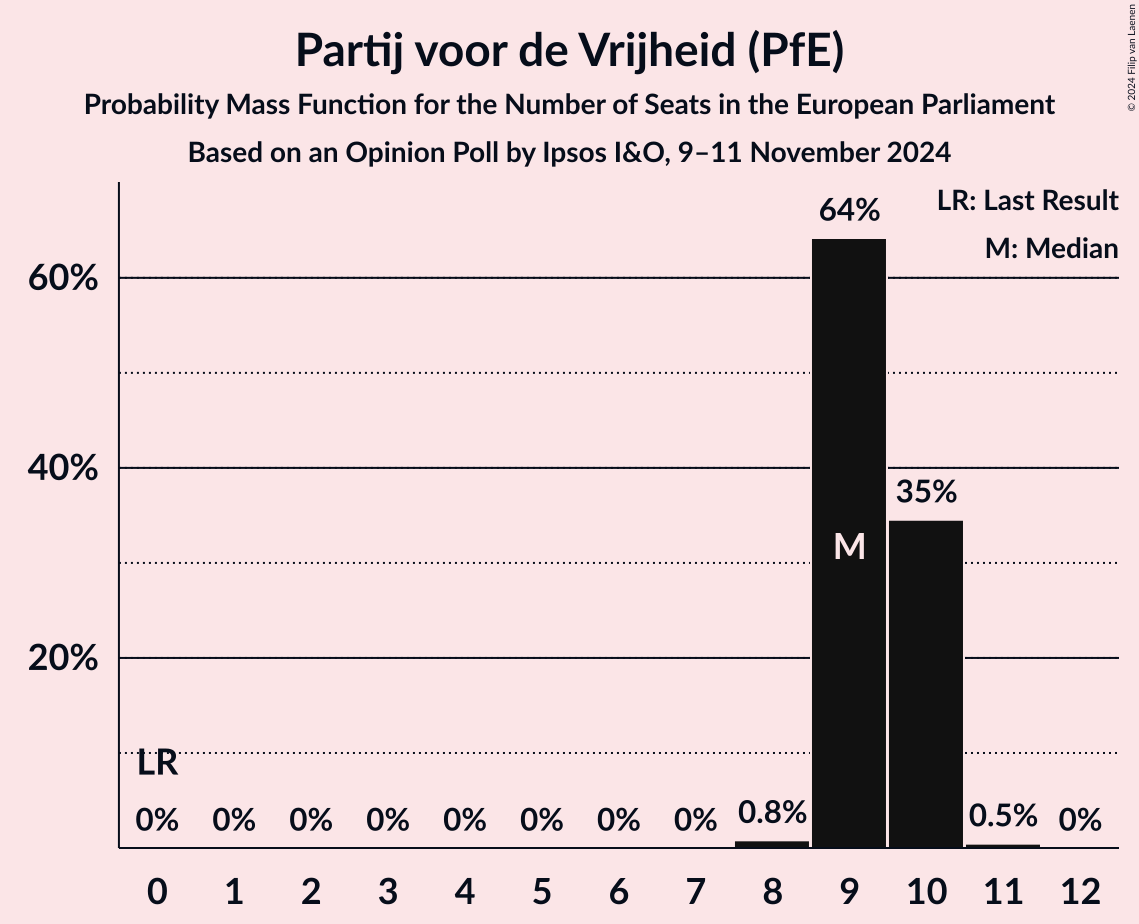 Partij voor de Vrijheid (PfE)
Probability Mass Function for the Number of Seats in the European Parliament
Based on an Opinion Poll by Ipsos I&O, 9–11 November 2024
© 2024 Filip van Laenen
LR: Last Result
M: Median
60%
40%
20%
64%
35%
M
LR
0% 0% 0% 0% 0% 0% 0% 0% 0.8% 0.5% 0%
0 1 2 3 4 5 6 7 8 9 10 11 12